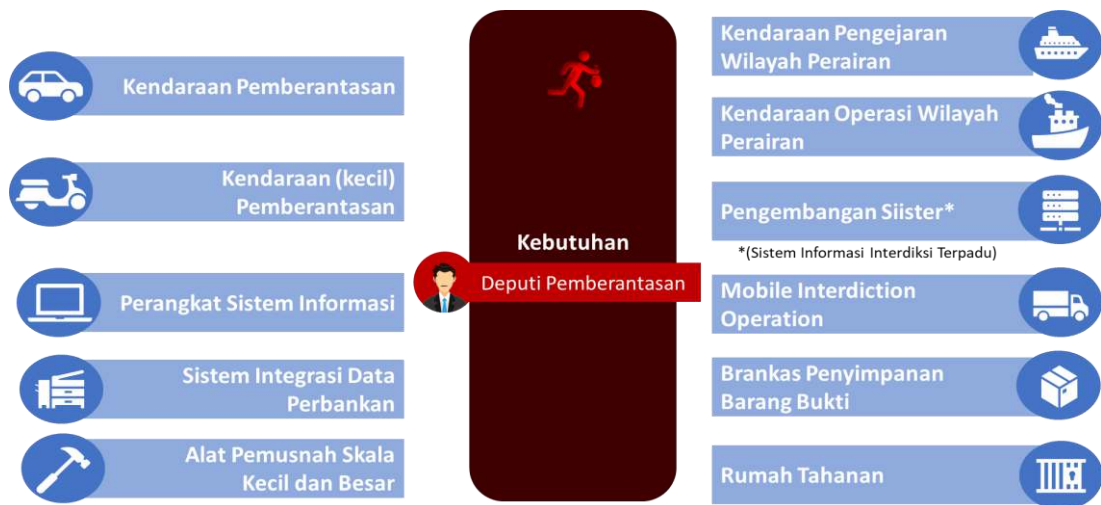 Kendaraan Pemberantasan
Kendaraan (kecil)
Pemberantasan
Perangkat Sistem Informasi
Sistem Integrasi Data
Perbankan
Alat Pemusnah Skala
Kecil dan Besar
Kebutuhan
Deputi Pemberantasan
Kendaraan Pengejaran
Wilayah Perairan
Kendaraan Operasi Wilayah
Perairan
Pengembangan Siister*
*(Sistem Informasi Interdiksi Terpadu)
Mobile Interdiction
Operation
Brankas Penyimpanan
Barang Bukti
Rumah Tahanan